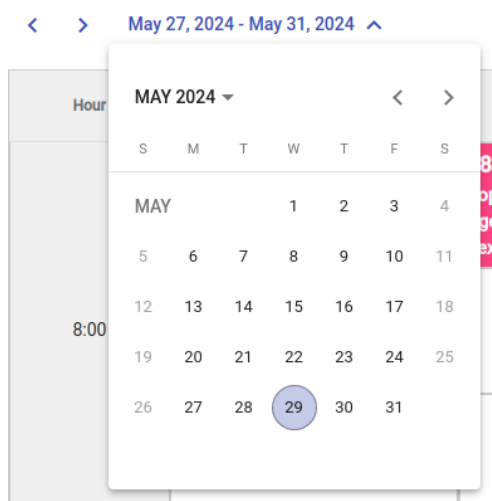 May 27, 2024 - May 31, 2024
Hour
MAY 2024
S M T W T F S
MAY 1 2 3 4
5 6 7 8 9 10 11
12 13 14 15 16 17 18
8:00
19 20 21 22 23 24 25
26 27 28 29 30 31
8